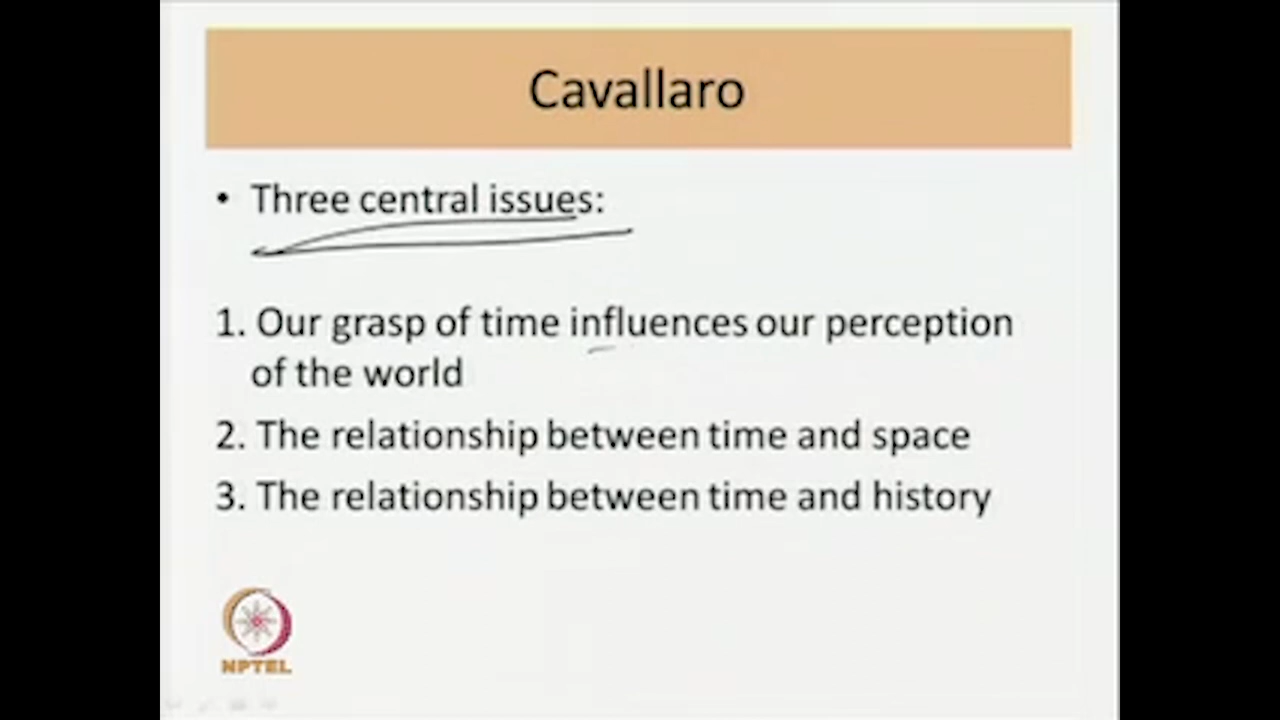 Cavallaro
• Three central issues:
1. Our grasp of time influences our perception
of the world
2. The relationship between time and space
3. The relationship between time and history
NPTEL